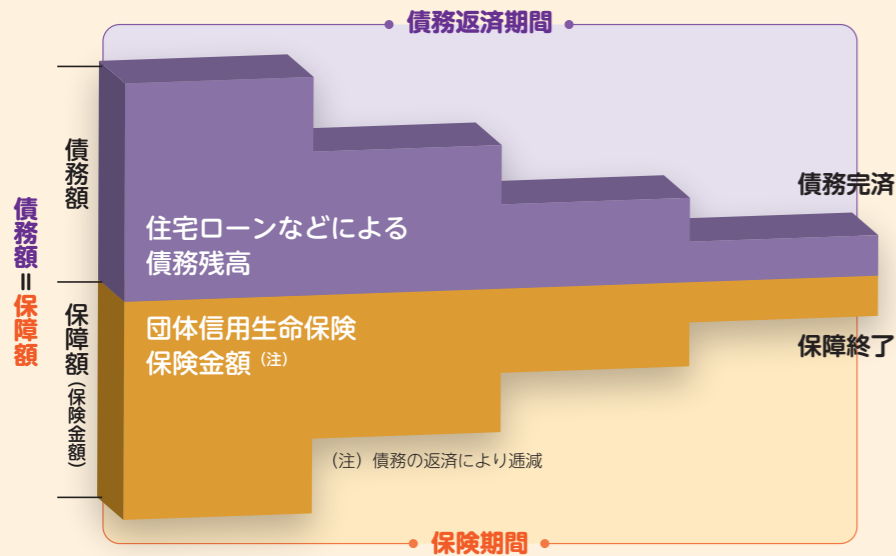 債務返済期間
債務額＝保障額
債務額
保障額（保険金額）
住宅ローンなどによる
債務残高
団体信用生命保険
保険金額（注）
債務完済
保障終了
（注）債務の返済により逓減
保険期間